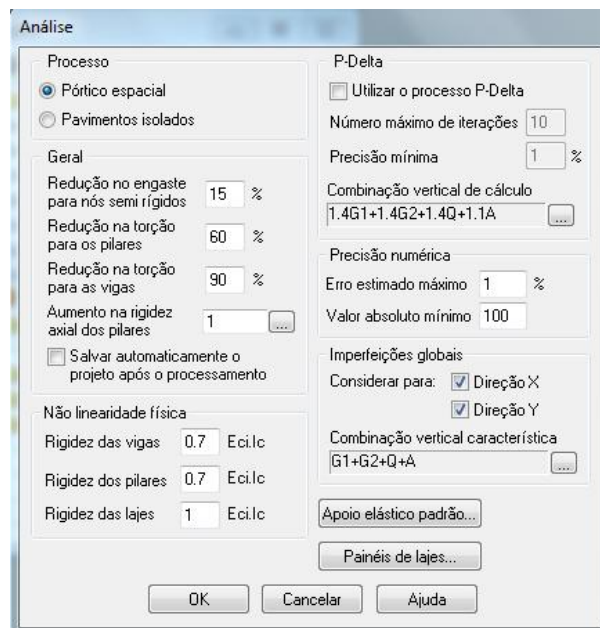 Análise
Processo
Pórtico espacial
Pavimentos isolados
Geral
Redução no engaste
para nós semi rígidos
15 %
Redução na torção
para os pilares
60 %
Redução na torção
para as vigas
90 %
Aumento na rigidez
axial dos pilares
1 ...
Salvar automaticamente o
projeto após o processamento
Não linearidade física
Rigidez das vigas 0.7 Eci.Ic
Rigidez dos pilares 0.7 Eci.Ic
Rigidez das lajes 1 Eci.Ic
P-Delta
Utilizar o processo P-Delta
Número máximo de iterações 10
Precisão mínima 1 %
Combinação vertical de cálculo
1.4G1+1.4G2+1.4Q+1.1A ...
Precisão numérica
Erro estimado máximo 1 %
Valor absoluto mínimo 100
Imperfeições globais
Considerar para: Direção X
Direção Y
Combinação vertical característica
G1+G2+Q+A ...
Apoio elástico padrão...
Painéis de lajes...
OK Cancelar Ajuda